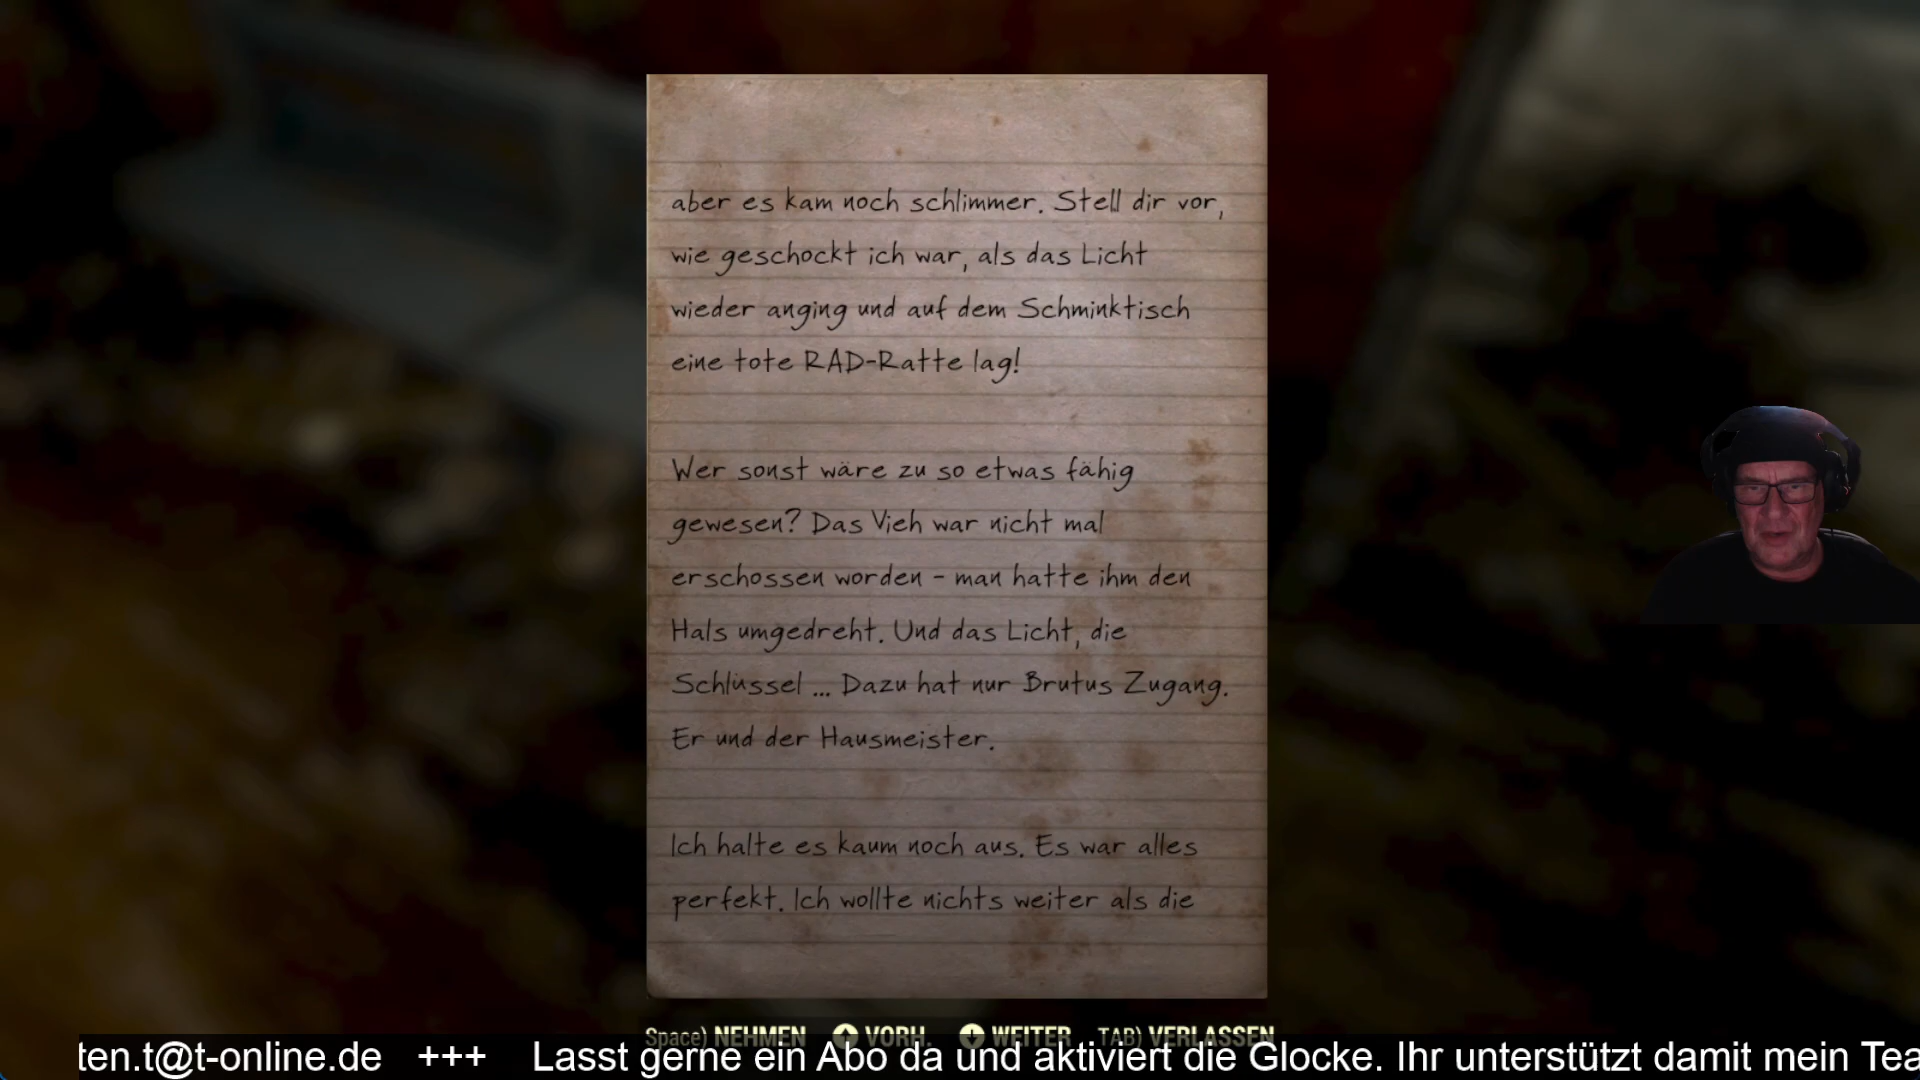 aber es kam noch schlimmer. Stell dir vor,
wie geschockt ich war, als das Licht
wieder anging und auf dem Schminktisch
eine tote RAD-Ratte lag!
Wer sonst wäre zu so etwas fähig
gewesen? Das Vieh war nicht mal
erschossen worden - man hatte ihm den
Hals umgedreht. Und das Licht, die
Schlüssel ... Dazu hat nur Brutus Zugang.
Er und der Hausmeister.
Ich halte es kaum noch aus. Es war alles
perfekt. Ich wollte nichts weiter als die
Space) NEHMEN VORH. WEITER TAB) VERLASSEN
ten.t@t-online.de +++ Lasst gerne ein Abo da und aktiviert die Glocke. Ihr unterstützt damit mein Tea